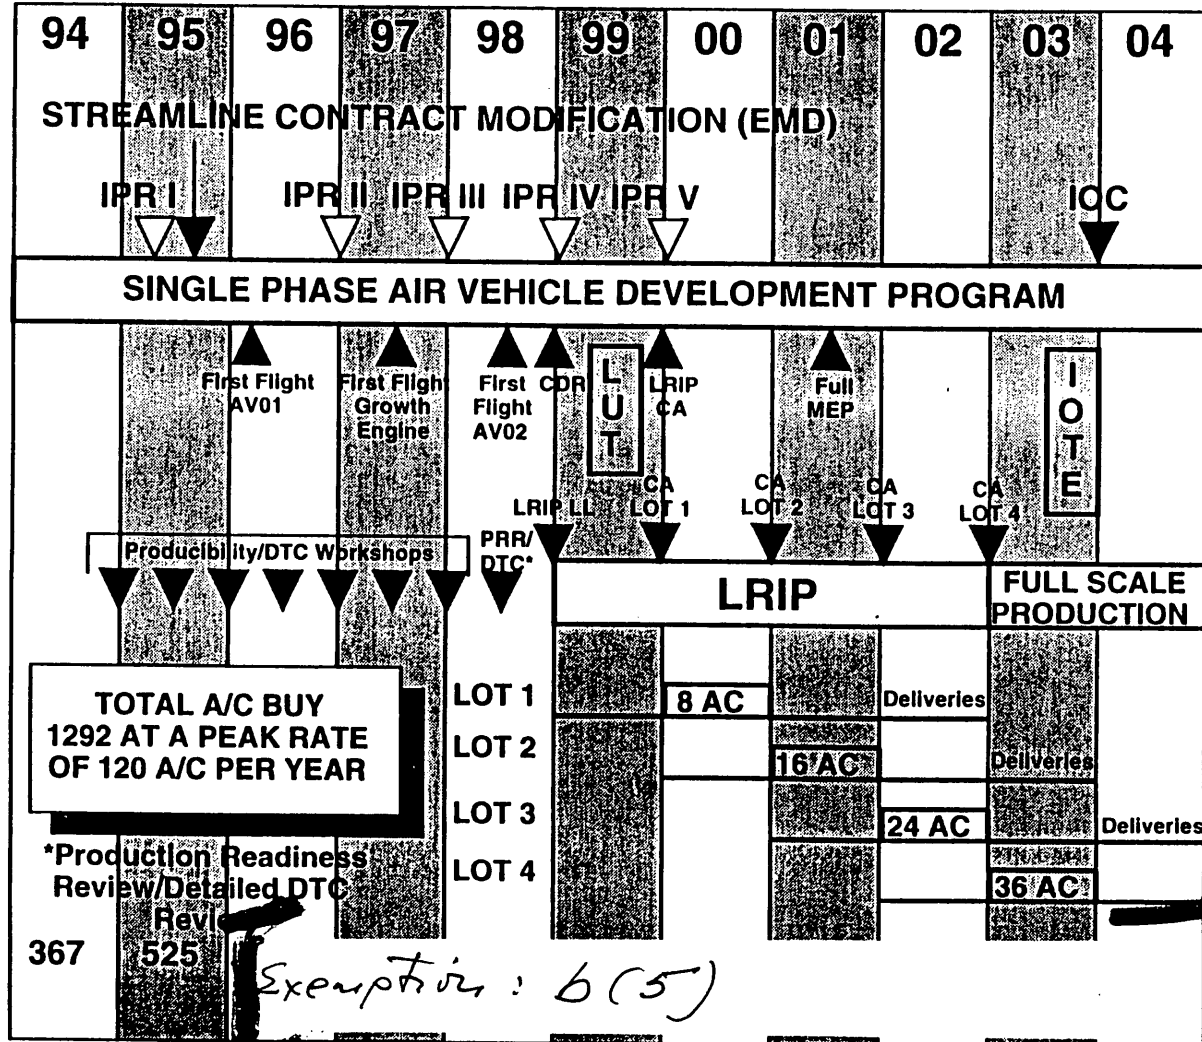 94 95 96 97 98 99 00 01 02 03 04
STREAMLINE CONTRACT MODIFICATION (EMD)
IPR I IPR II IPR III IPR IV IPR V IOC
SINGLE PHASE AIR VEHICLE DEVELOPMENT PROGRAM
First Flight
AV01
First Flight
Growth
Engine
First
Flight
AV02
CDR
LUT
LRIP
CA
Full
MEP
IOTE
LRIP LL
CA
LOT 1
CA
LOT 2
CA
LOT 3
CA
LOT 4
Producibility/DTC Workshops
PRR/
DTC*
LRIP
FULL SCALE
PRODUCTION
TOTAL A/C BUY
1292 AT A PEAK RATE
OF 120 A/C PER YEAR
LOT 1 8 AC Deliveries
LOT 2 16 AC Deliveries
LOT 3 24 AC Deliveries
LOT 4 36 AC
*Production Readiness
Review/Detailed DTC
367 525
Exemption : b (5)